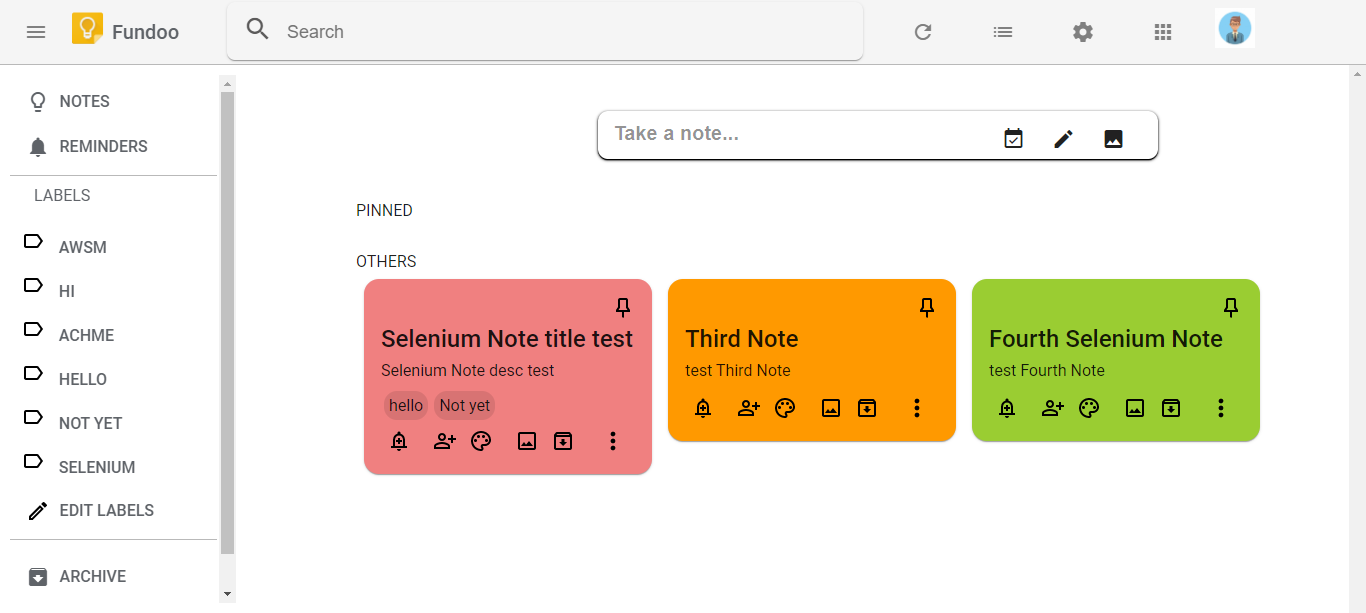 Fundoo
Search
NOTES
REMINDERS
LABELS
AWSM
HI
ACHME
HELLO
NOT YET
SELENIUM
EDIT LABELS
ARCHIVE
Take a note...
PINNED
OTHERS
Selenium Note title test
Selenium Note desc test
hello Not yet
Third Note
test Third Note
Fourth Selenium Note
test Fourth Note